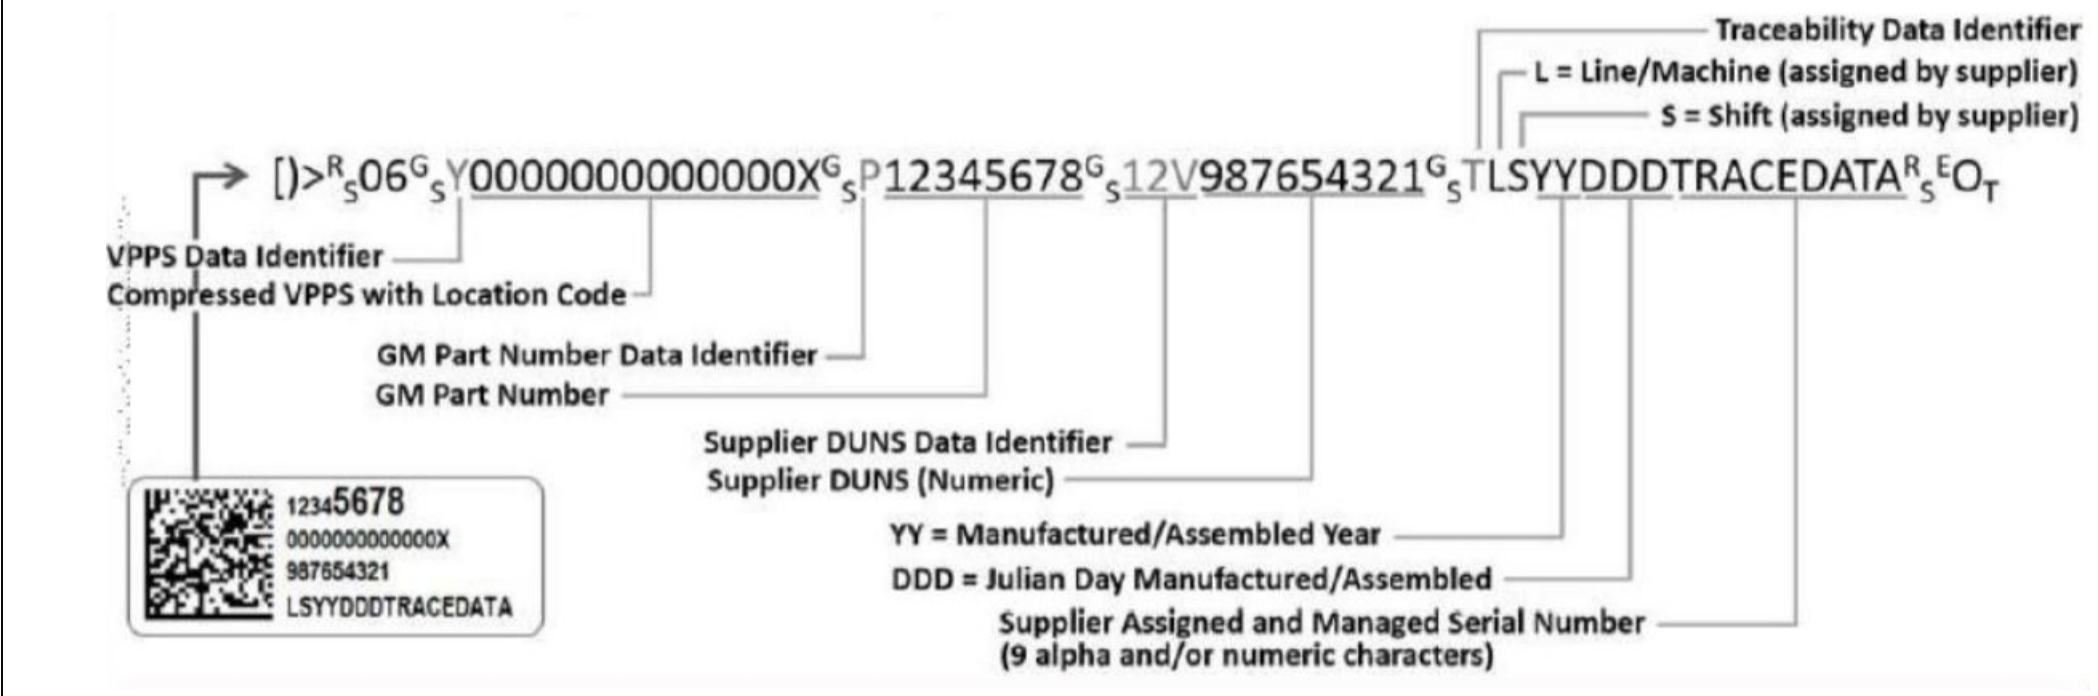 Traceability Data Identifier
L = Line/Machine (assigned by supplier)
S = Shift (assigned by supplier)
[)>RS06GSY0000000000000XGSP12345678GS12V987654321GSTLSYYDDDTRACEDATARSEOT
VPPS Data Identifier
Compressed VPPS with Location Code
GM Part Number Data Identifier
GM Part Number
Supplier DUNS Data Identifier
Supplier DUNS (Numeric)
YY = Manufactured/Assembled Year
DDD = Julian Day Manufactured/Assembled
Supplier Assigned and Managed Serial Number
(9 alpha and/or numeric characters)
12345678
0000000000000X
987654321
LSYYDDDTRACEDATA